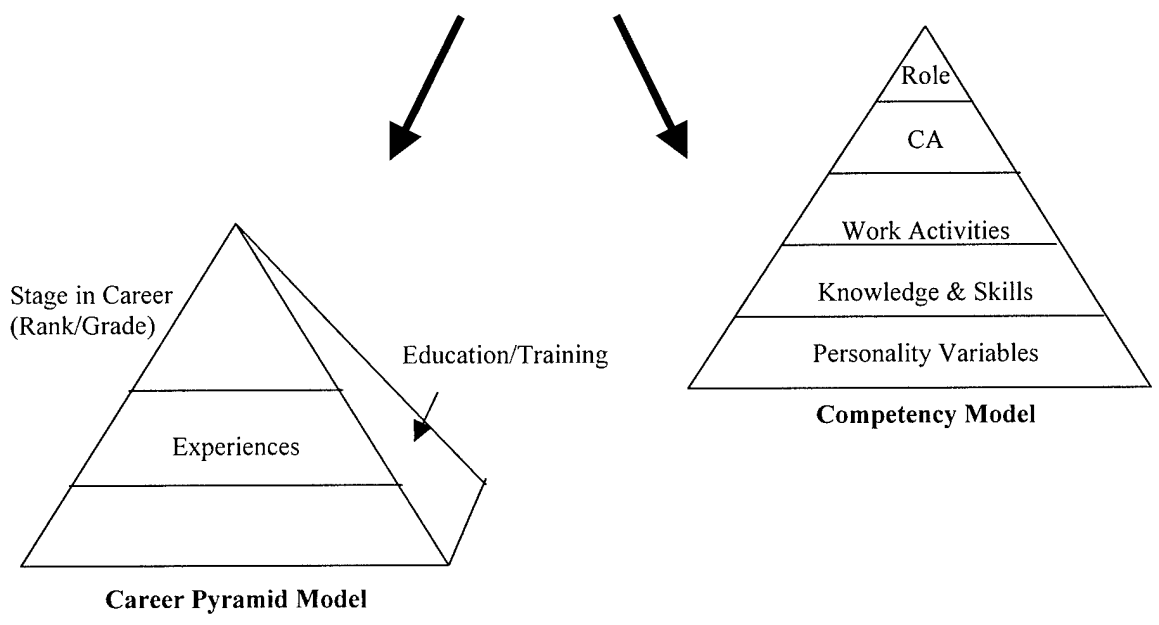 Role
CA
Work Activities
Knowledge & Skills
Personality Variables
Competency Model
Stage in Career
(Rank/Grade)
Education/Training
Experiences
Career Pyramid Model